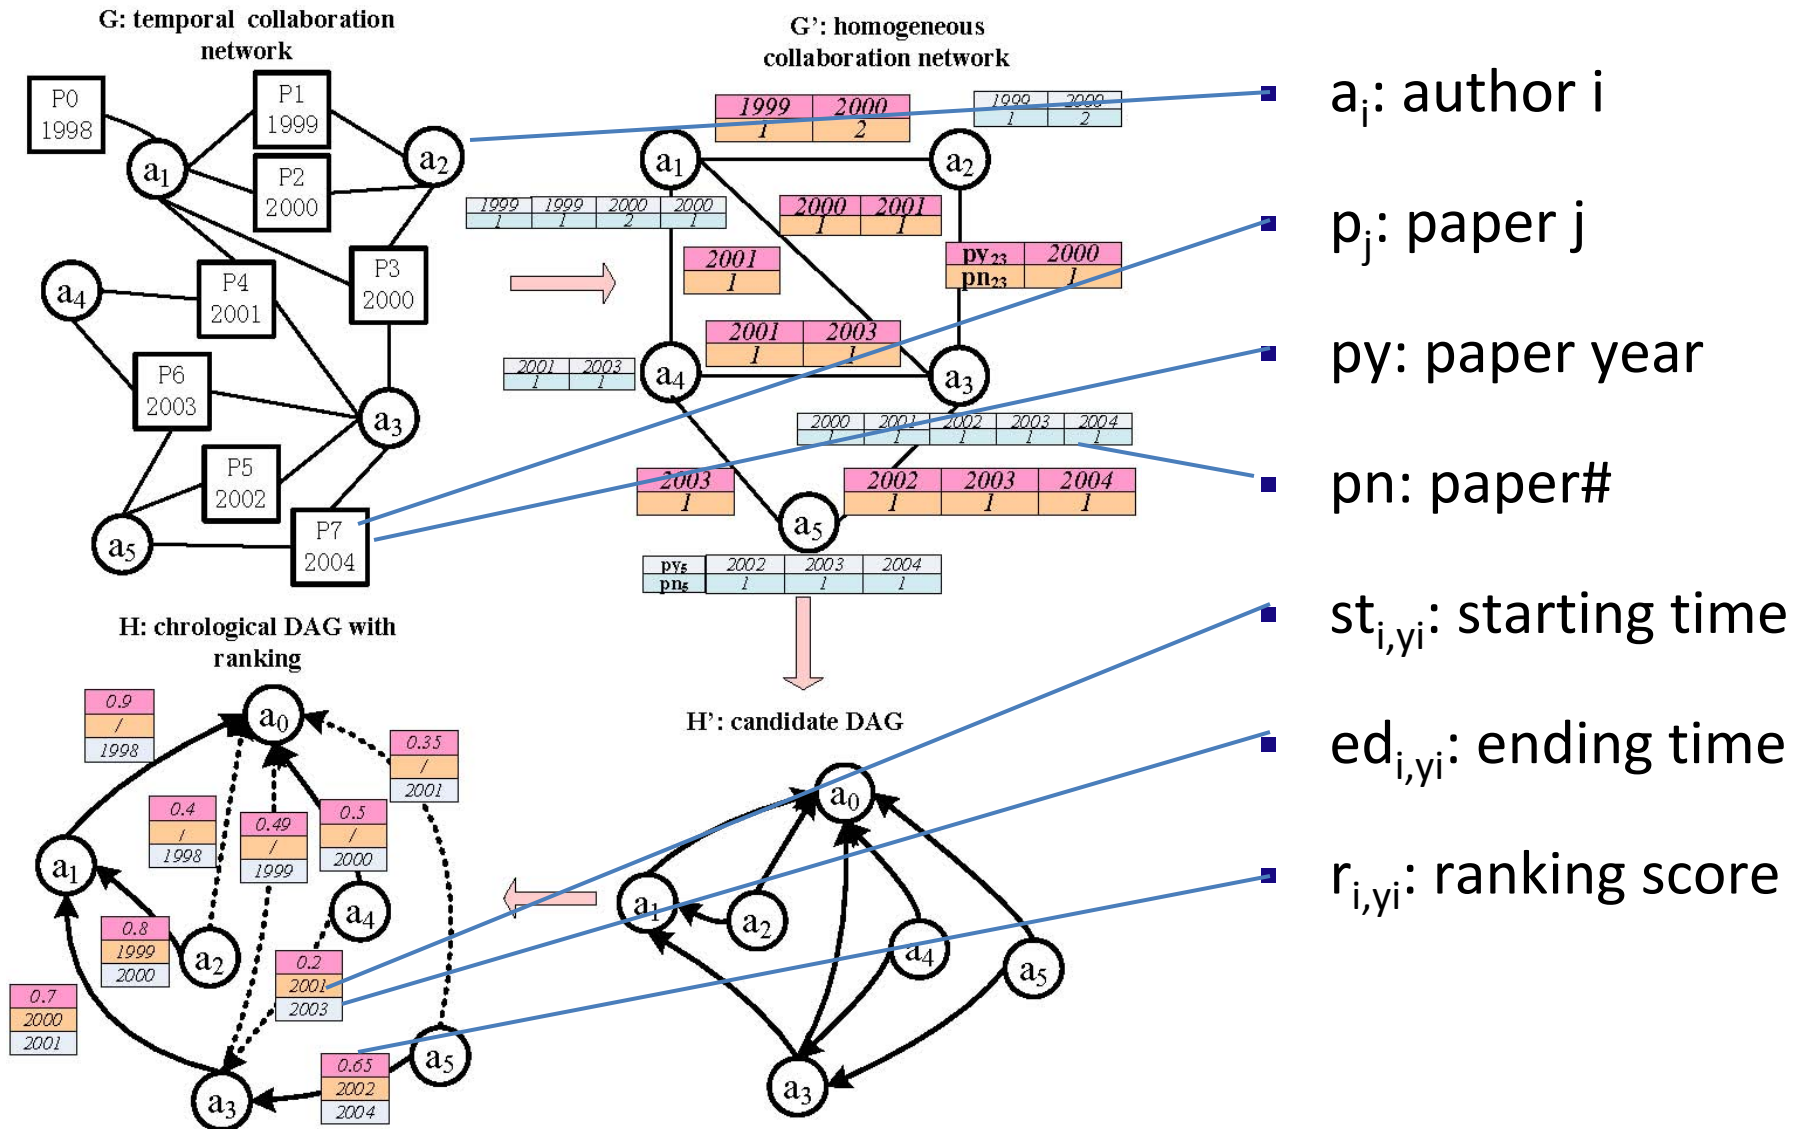 G: temporal collaboration
network
P0
1998
P1
1999
P2
2000
a1
a2
P3
2000
P4
2001
a4
P6
2003
a3
P5
2002
a5
P7
2004
G’: homogeneous
collaboration network
1999 2000
1 2
1999 2000
1 2
a1
a2
1999 1999 2000 2000
1 1 2 1
2000 2001
1 1
2001
1
py23 2000
pn23 1
2001 2003
1 1
2001 2003
1 1
a4
a3
2000 2001 2002 2003 2004
1 1 1 1 1
2003
1
2002 2003 2004
1 1 1
a5
py5 2002 2003 2004
pn5 1 1 1
H: chrological DAG with
ranking
0.9
/
1998
a0
0.35
/
2001
0.4
/
1998
0.49
/
1999
0.5
/
2000
a1
a4
0.8
1999
2000
a2
0.2
2001
2003
0.7
2000
2001
a5
0.65
2002
2004
a3
H’: candidate DAG
a0
a1
a2
a4
a5
a3
ai: author i
pj: paper j
py: paper year
pn: paper#
sti,yi: starting time
edi,yi: ending time
ri,yi: ranking score